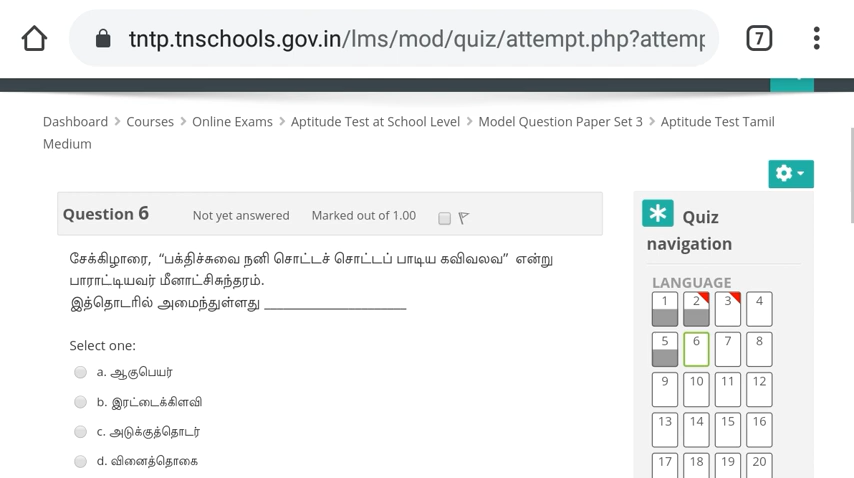 tntp.tnschools.gov.in/lms/mod/quiz/attempt.php?attemp
7
Dashboard > Courses > Online Exams > Aptitude Test at School Level > Model Question Paper Set 3 > Aptitude Test Tamil
Medium
Question 6 Not yet answered Marked out of 1.00
சேக்கிழாரை, “பக்திச்சுவை நனி சொட்டச் சொட்டப் பாடிய கவிவலவ” என்று
பாராட்டியவர் மீனாட்சிசுந்தரம்.
இத்தொடரில் அமைந்துள்ளது ____________________
Select one:
a. ஆகுபெயர்
b. இரட்டைக்கிளவி
c. அடுக்குத்தொடர்
d. வினைத்தொகை
Quiz
navigation
LANGUAGE
1 2 3 4
5 6 7 8
9 10 11 12
13 14 15 16
17 18 19 20